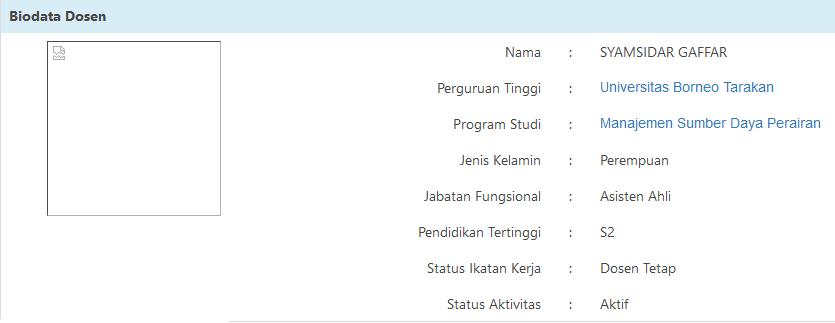 Biodata Dosen
Nama : SYAMSIDAR GAFFAR
Perguruan Tinggi : Universitas Borneo Tarakan
Program Studi : Manajemen Sumber Daya Perairan
Jenis Kelamin : Perempuan
Jabatan Fungsional : Asisten Ahli
Pendidikan Tertinggi : S2
Status Ikatan Kerja : Dosen Tetap
Status Aktivitas : Aktif